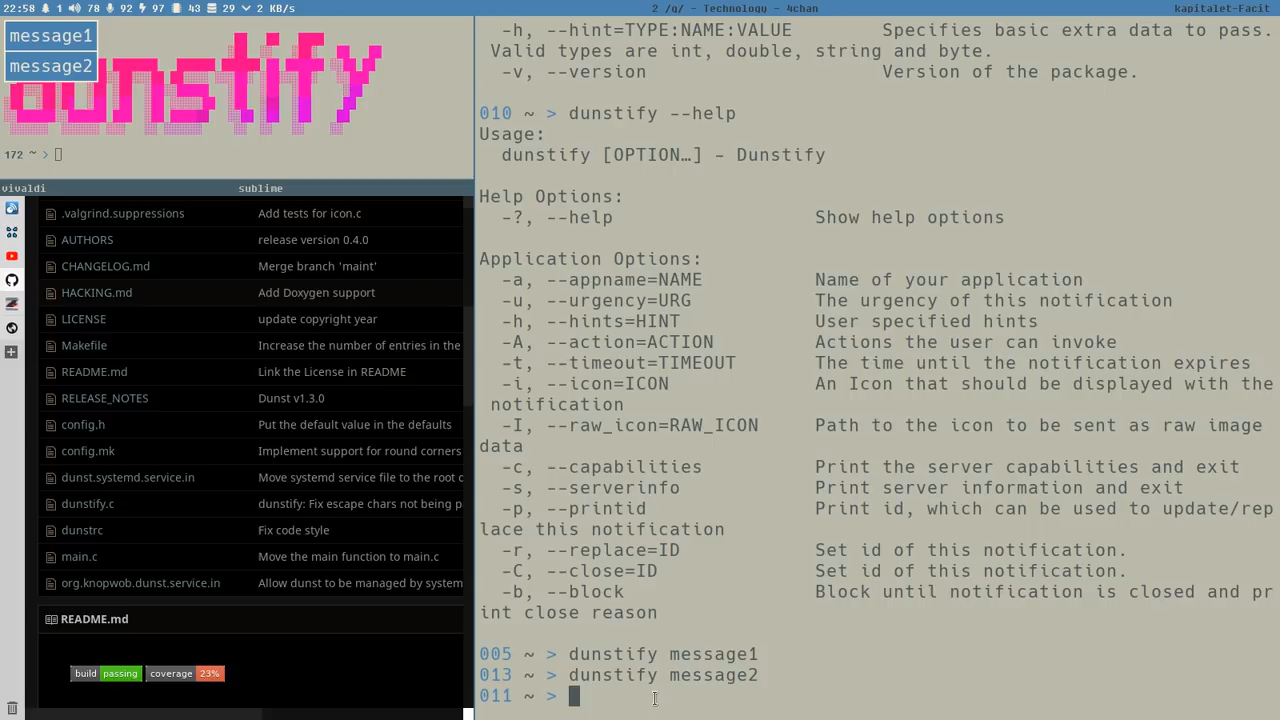 22:58 1 78 92 97 43 29 2 KB/s
2 /g/ - Technology - 4chan
kapitalet-Facit
message1
message2
dunstify
172 ~ >
vivaldi sublime
.valgrind.suppressions Add tests for icon.c
AUTHORS release version 0.4.0
CHANGELOG.md Merge branch 'maint'
HACKING.md Add Doxygen support
LICENSE update copyright year
Makefile Increase the number of entries in the
README.md Link the License in README
RELEASE_NOTES Dunst v1.3.0
config.h Put the default value in the defaults
config.mk Implement support for round corners
dunst.systemd.service.in Move systemd service file to the root d
dunstify.c dunstify: Fix escape chars not being p
dunstrc Fix code style
main.c Move the main function to main.c
org.knopwob.dunst.service.in Allow dunst to be managed by system
README.md
build passing coverage 23%
-h, --hint=TYPE:NAME:VALUE Specifies basic extra data to pass.
Valid types are int, double, string and byte.
-v, --version Version of the package.
010 ~ > dunstify --help
Usage:
dunstify [OPTION…] - Dunstify
Help Options:
-?, --help Show help options
Application Options:
-a, --appname=NAME Name of your application
-u, --urgency=URG The urgency of this notification
-h, --hints=HINT User specified hints
-A, --action=ACTION Actions the user can invoke
-t, --timeout=TIMEOUT The time until the notification expires
-i, --icon=ICON An Icon that should be displayed with the
notification
-I, --raw_icon=RAW_ICON Path to the icon to be sent as raw image
data
-c, --capabilities Print the server capabilities and exit
-s, --serverinfo Print server information and exit
-p, --printid Print id, which can be used to update/rep
lace this notification
-r, --replace=ID Set id of this notification.
-C, --close=ID Set id of this notification.
-b, --block Block until notification is closed and pr
int close reason
005 ~ > dunstify message1
013 ~ > dunstify message2
011 ~ >